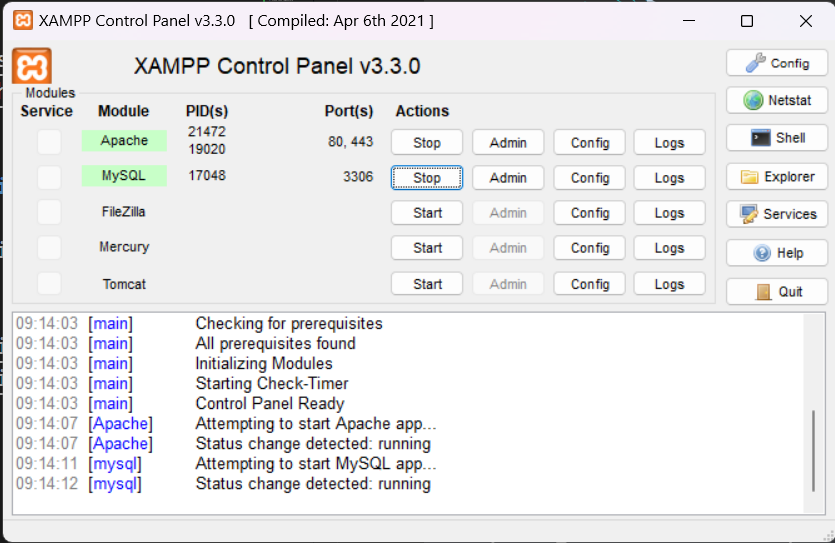 XAMPP Control Panel v3.3.0 [ Compiled: Apr 6th 2021 ]
XAMPP Control Panel v3.3.0
Config
Modules
Service Module PID(s) Port(s) Actions
Netstat
Apache 21472 19020 80, 443 Stop Admin Config Logs
Shell
MySQL 17048 3306 Stop Admin Config Logs
Explorer
FileZilla Start Admin Config Logs
Services
Mercury Start Admin Config Logs
Help
Tomcat Start Admin Config Logs
Quit
09:14:03 [main] Checking for prerequisites
09:14:03 [main] All prerequisites found
09:14:03 [main] Initializing Modules
09:14:03 [main] Starting Check-Timer
09:14:03 [main] Control Panel Ready
09:14:07 [Apache] Attempting to start Apache app...
09:14:07 [Apache] Status change detected: running
09:14:11 [mysql] Attempting to start MySQL app...
09:14:12 [mysql] Status change detected: running